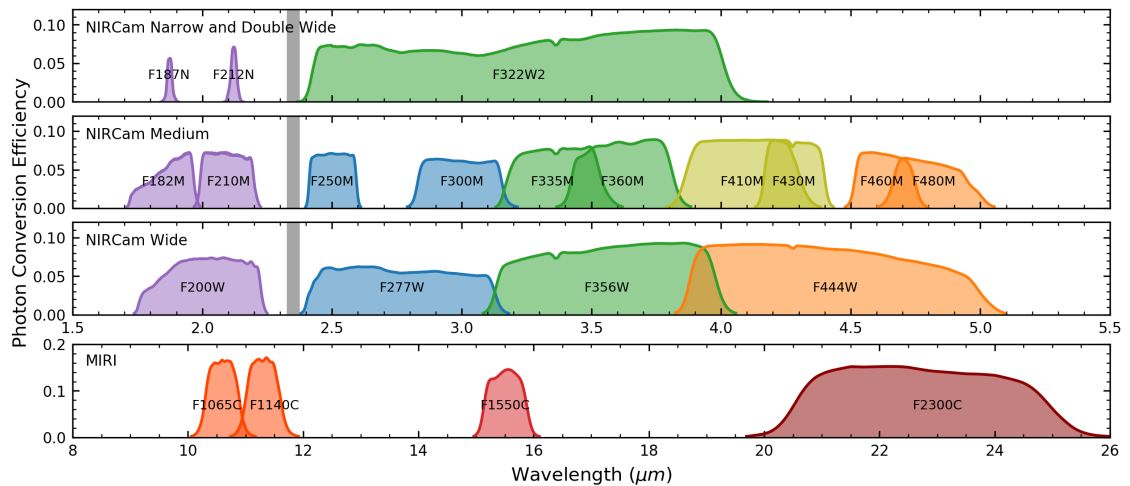 Photon Conversion Efficiency
0.10
0.05
0.00
NIRCam Narrow and Double Wide
F187N
F212N
F322W2
0.10
0.05
0.00
NIRCam Medium
F182M
F210M
F250M
F300M
F335M
F360M
F410M
F430M
F460M
F480M
0.10
0.05
0.00
NIRCam Wide
F200W
F277W
F356W
F444W
1.5 2.0 2.5 3.0 3.5 4.0 4.5 5.0 5.5
0.2
0.1
0.0
MIRI
F1065C
F1140C
F1550C
F2300C
8 10 12 14 16 18 20 22 24 26
Wavelength (μm)